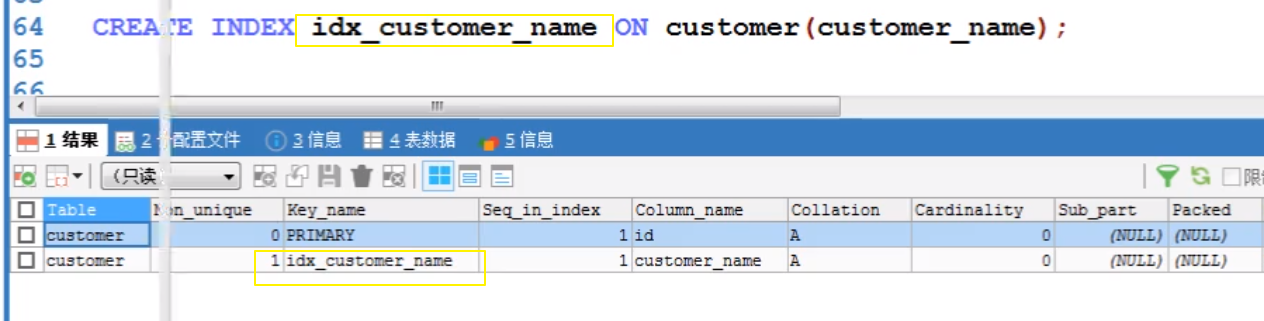 64 CREATE INDEX idx_customer_name ON customer(customer_name);
65
66
1 结果 2 配置文件 3 信息 4 表数据 5 信息
(只读
Table Non_unique Key_name Seq_in_index Column_name Collation Cardinality Sub_part Packed
customer 0 PRIMARY 1 id A 0 (NULL) (NULL)
customer 1 idx_customer_name 1 customer_name A 0 (NULL) (NULL)